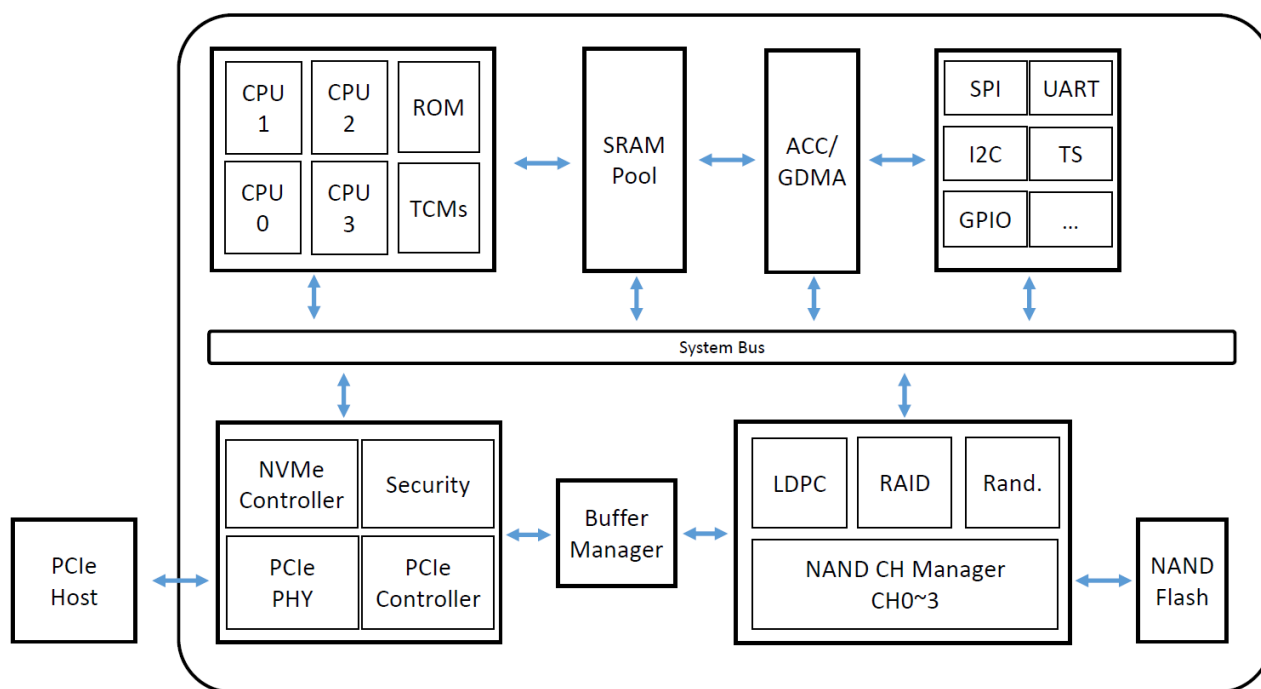 CPU
1
CPU
2
ROM
CPU
0
CPU
3
TCMs
SRAM
Pool
ACC/
GDMA
SPI
UART
I2C
TS
GPIO
...
System Bus
NVMe
Controller
Security
PCIe
PHY
PCIe
Controller
Buffer
Manager
LDPC
RAID
Rand.
NAND CH Manager
CH0~3
PCIe
Host
NAND
Flash